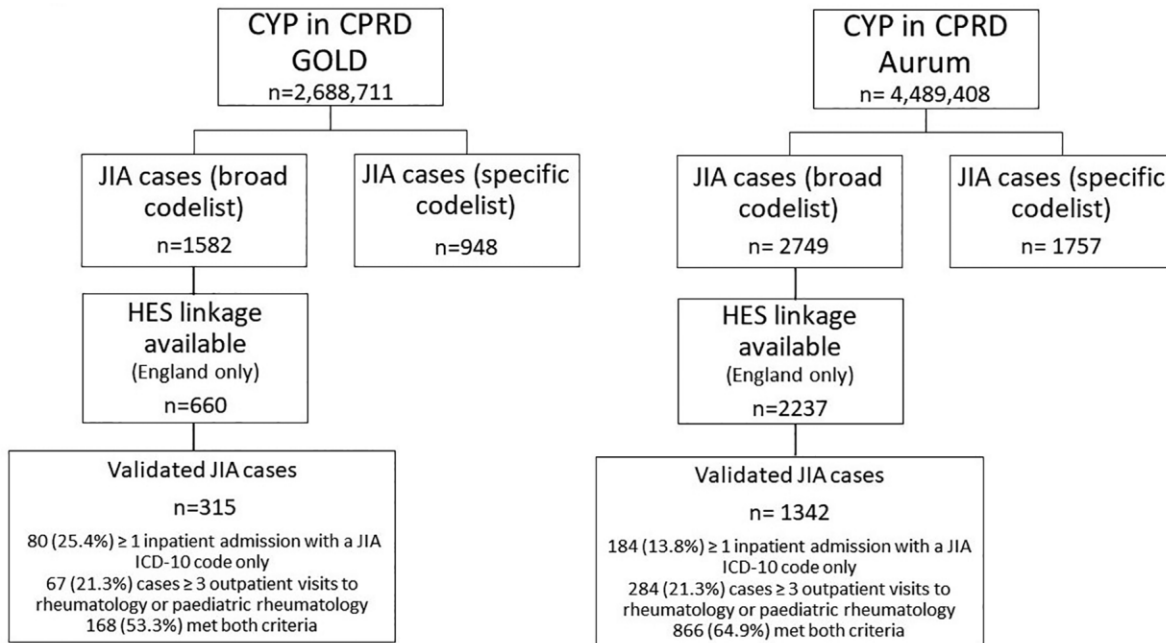 CYP in CPRD
GOLD
n=2,688,711
JIA cases (broad
codelist)
n=1582
JIA cases (specific
codelist)
n=948
HES linkage
available
(England only)
n=660
Validated JIA cases
n=315
80 (25.4%) ≥ 1 inpatient admission with a JIA
ICD-10 code only
67 (21.3%) cases ≥ 3 outpatient visits to
rheumatology or paediatric rheumatology
168 (53.3%) met both criteria
CYP in CPRD
Aurum
n= 4,489,408
JIA cases (broad
codelist)
n= 2749
JIA cases (specific
codelist)
n= 1757
HES linkage
available
(England only)
n=2237
Validated JIA cases
n= 1342
184 (13.8%) ≥ 1 inpatient admission with a JIA
ICD-10 code only
284 (21.3%) cases ≥ 3 outpatient visits to
rheumatology or paediatric rheumatology
866 (64.9%) met both criteria